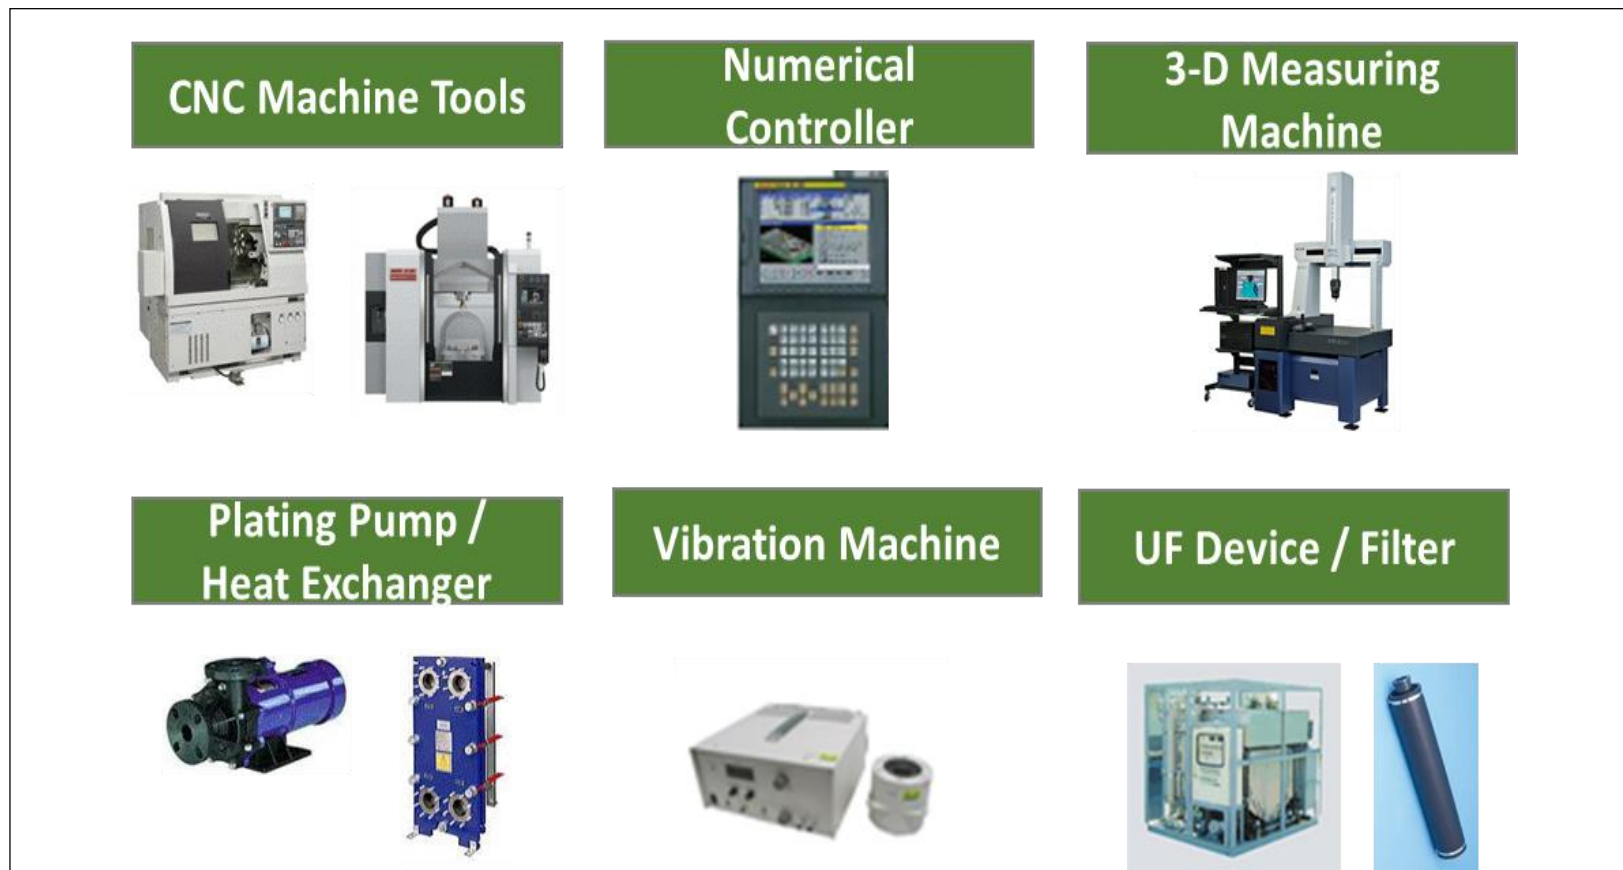 CNC Machine Tools
Numerical
Controller
3-D Measuring
Machine
Plating Pump /
Heat Exchanger
Vibration Machine
UF Device / Filter